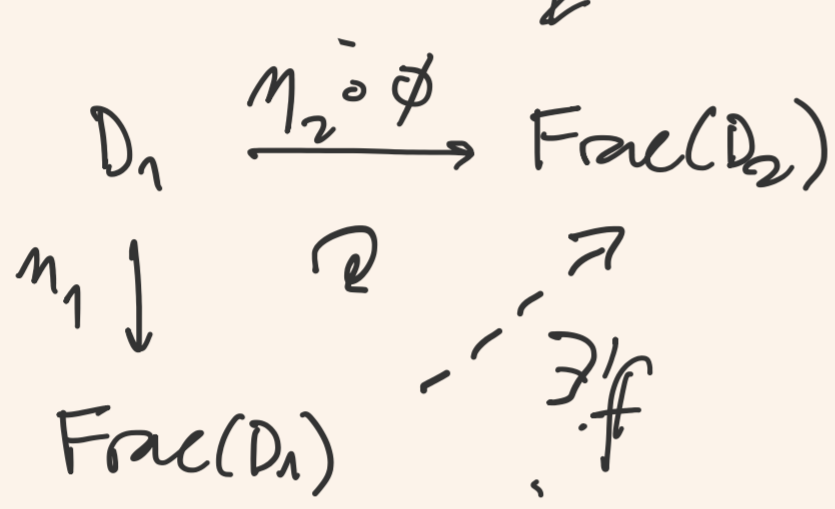 η₂ ∘ φ
D₁ → Frac(D₂)
η₁ ↓
∃! f
Frac(D₁)